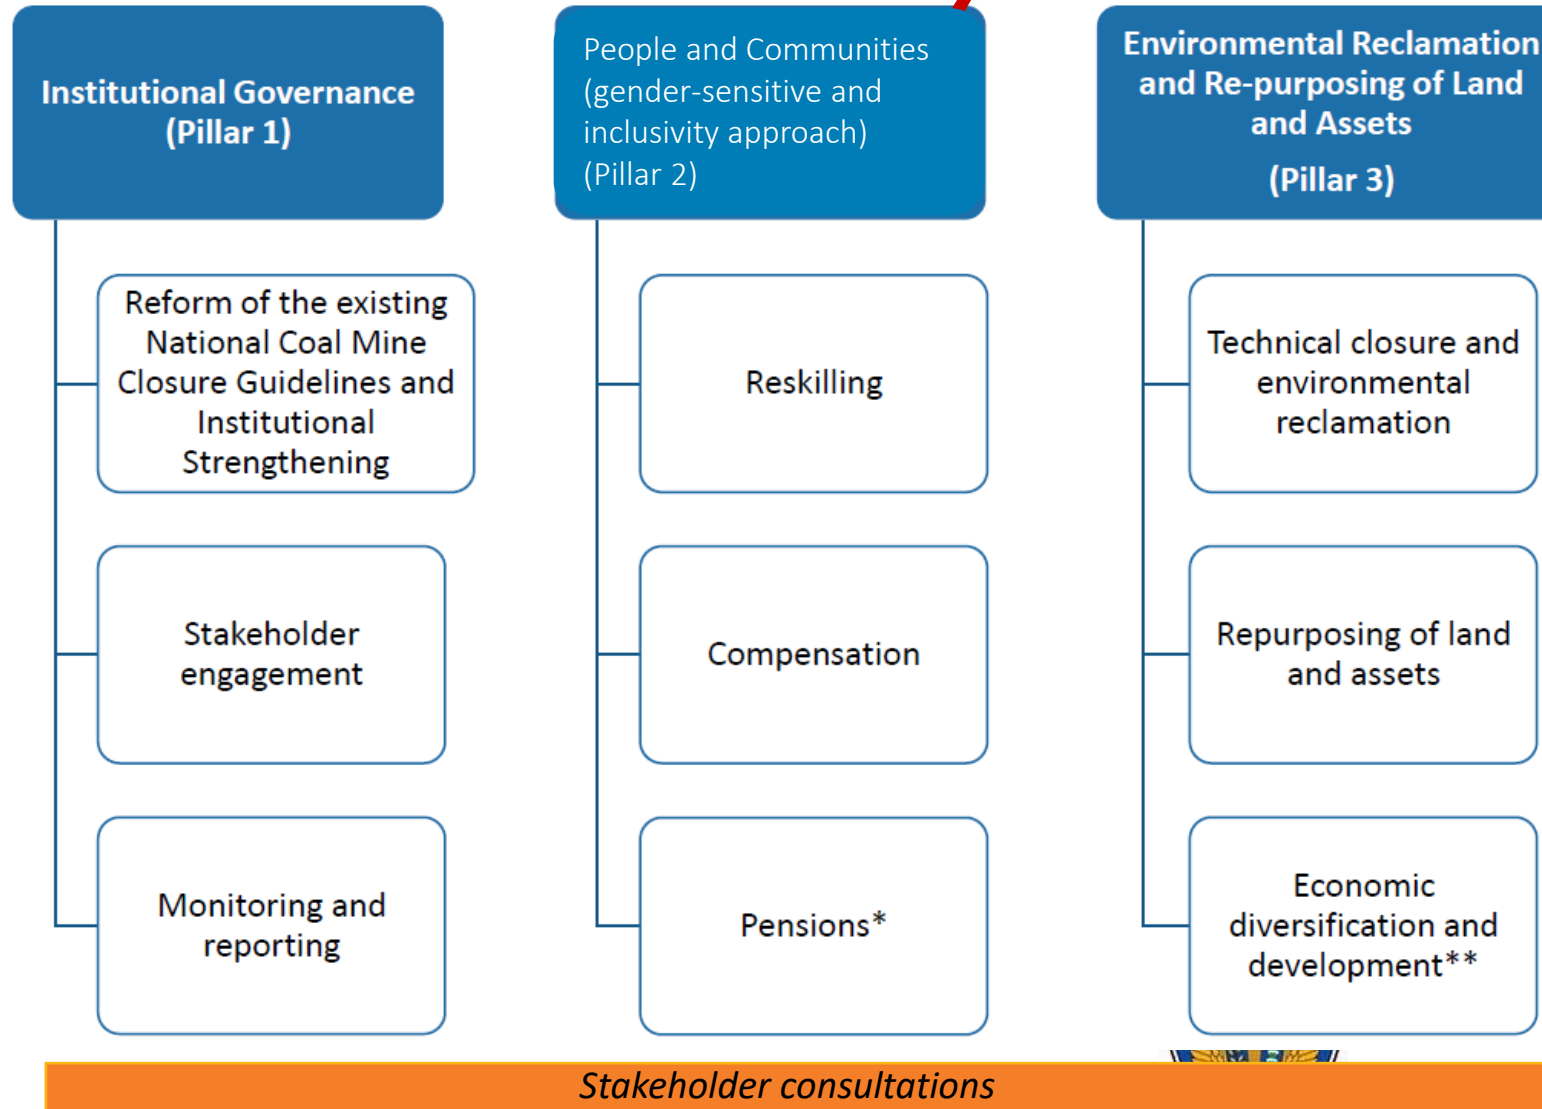 Institutional Governance
(Pillar 1)
Reform of the existing
National Coal Mine
Closure Guidelines and
Institutional
Strengthening
Stakeholder
engagement
Monitoring and
reporting
People and Communities
(gender-sensitive and
inclusivity approach)
(Pillar 2)
Reskilling
Compensation
Pensions*
Environmental Reclamation
and Re-purposing of Land
and Assets
(Pillar 3)
Technical closure and
environmental
reclamation
Repurposing of land
and assets
Economic
diversification and
development**
Stakeholder consultations